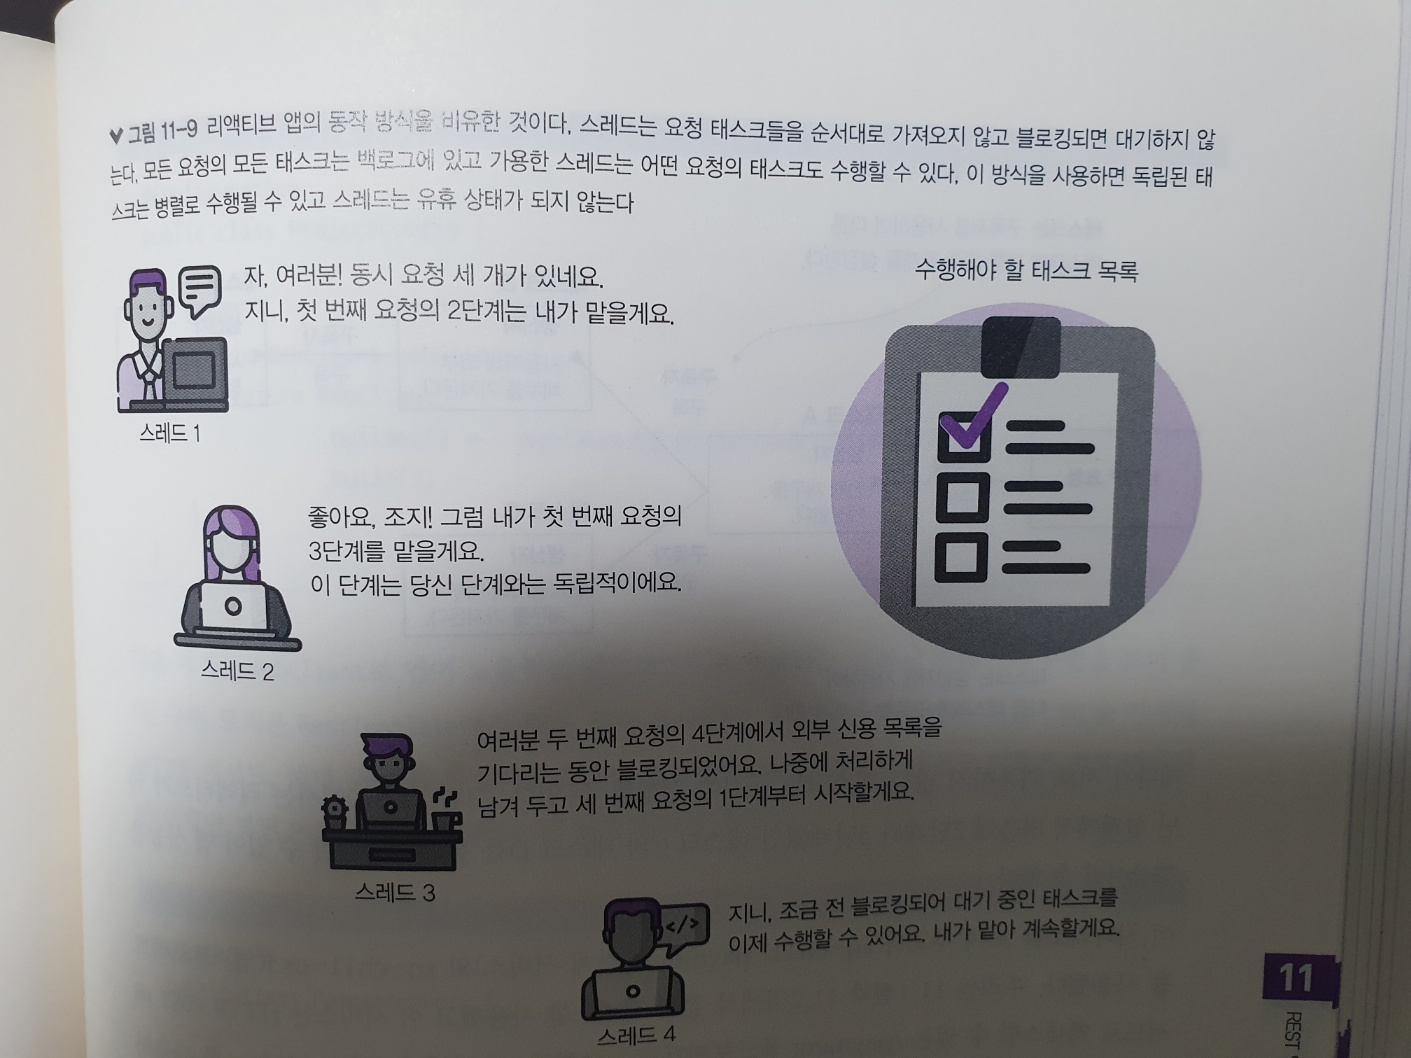 그림 11-9 리액티브 앱의 동작 방식을 비유한 것이다. 스레드는 요청 태스크들을 순서대로 가져오지 않고 블로킹되면 대기하지 않
는다. 모든 요청의 모든 태스크는 백로그에 있고 가용한 스레드는 어떤 요청의 태스크도 수행할 수 있다. 이 방식을 사용하면 독립된 태
스크는 병렬로 수행될 수 있고 스레드는 유휴 상태가 되지 않는다
자, 여러분! 동시 요청 세 개가 있네요.
지니, 첫 번째 요청의 2단계는 내가 맡을게요.
스레드 1
수행해야 할 태스크 목록
좋아요, 조지! 그럼 내가 첫 번째 요청의
3단계를 맡을게요.
이 단계는 당신 단계와는 독립적이에요.
스레드 2
여러분 두 번째 요청의 4단계에서 외부 신용 목록을
기다리는 동안 블로킹되었어요. 나중에 처리하게
남겨 두고 세 번째 요청의 1단계부터 시작할게요.
스레드 3
지니, 조금 전 블로킹되어 대기 중인 태스크를
이제 수행할 수 있어요. 내가 맡아 계속할게요.
</>
스레드 4
11
REST